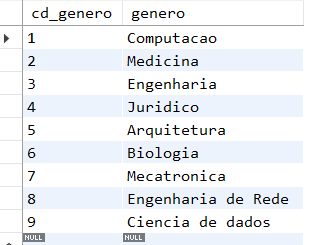 cd_genero genero
1 Computacao
2 Medicina
3 Engenharia
4 Juridico
5 Arquitetura
6 Biologia
7 Mecatronica
8 Engenharia de Rede
9 Ciencia de dados
NULL NULL